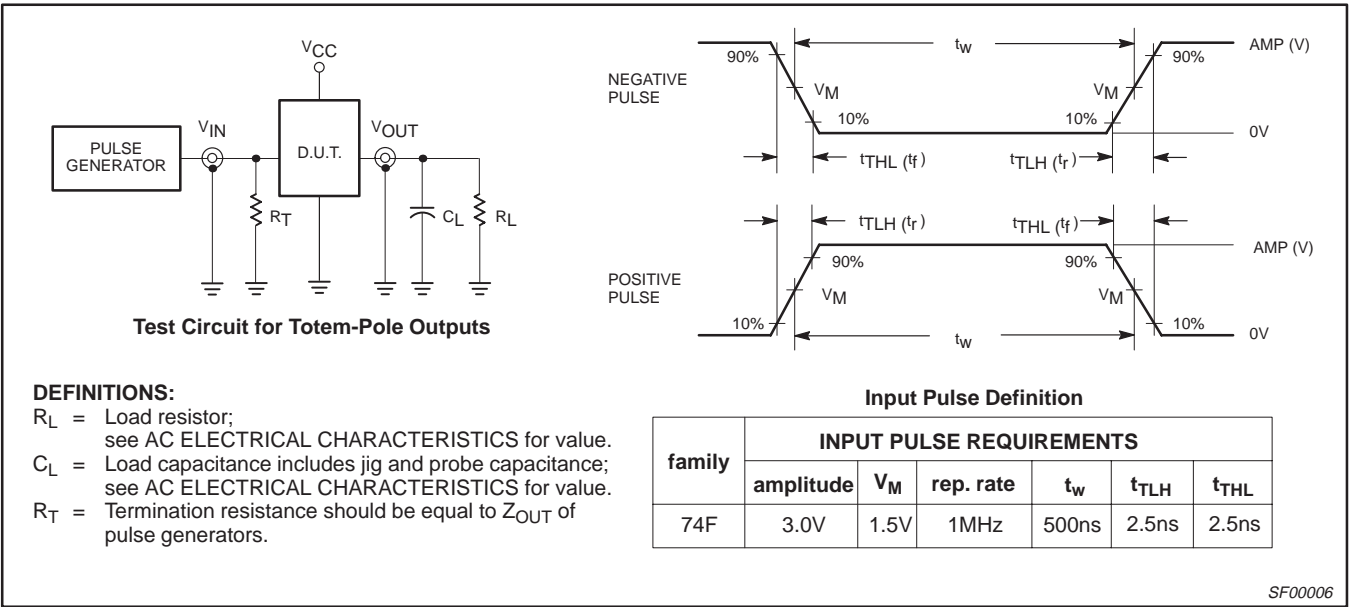 VCC
PULSE GENERATOR
VIN
D.U.T.
VOUT
RT
CL
RL
Test Circuit for Totem-Pole Outputs
NEGATIVE PULSE
90%
tw
90%
AMP (V)
VM
VM
10%
10%
0V
tTHL (tf)
tTLH (tr)
tTLH (tr)
tTHL (tf)
AMP (V)
POSITIVE PULSE
90%
90%
VM
VM
10%
tw
10%
0V
DEFINITIONS:
RL = Load resistor;
see AC ELECTRICAL CHARACTERISTICS for value.
CL = Load capacitance includes jig and probe capacitance;
see AC ELECTRICAL CHARACTERISTICS for value.
RT = Termination resistance should be equal to ZOUT of
pulse generators.
Input Pulse Definition
family
INPUT PULSE REQUIREMENTS
amplitude VM rep. rate tw tTLH tTHL
74F 3.0V 1.5V 1MHz 500ns 2.5ns 2.5ns
SF00006